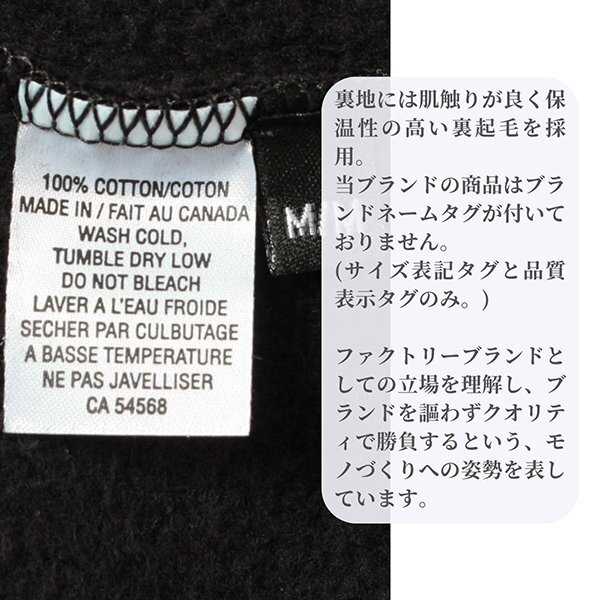 100% COTTON/COTON
MADE IN / FAIT AU CANADA
WASH COLD,
TUMBLE DRY LOW
DO NOT BLEACH
LAVER A L'EAU FROIDE
SECHER PAR CULBUTAGE
A BASSE TEMPERATURE
NE PAS JAVELLISER
CA 54568
M/M
裏地には肌触りが良く保
温性の高い裏起毛を採
用。
当ブランドの商品はブラ
ンドネームタグが付いて
おりません。
(サイズ表記タグと品質
表示タグのみ。)
ファクトリーブランドと
しての立場を理解し、ブ
ランドを謳わずクオリテ
ィで勝負するという、モ
ノづくりへの姿勢を表し
ています。